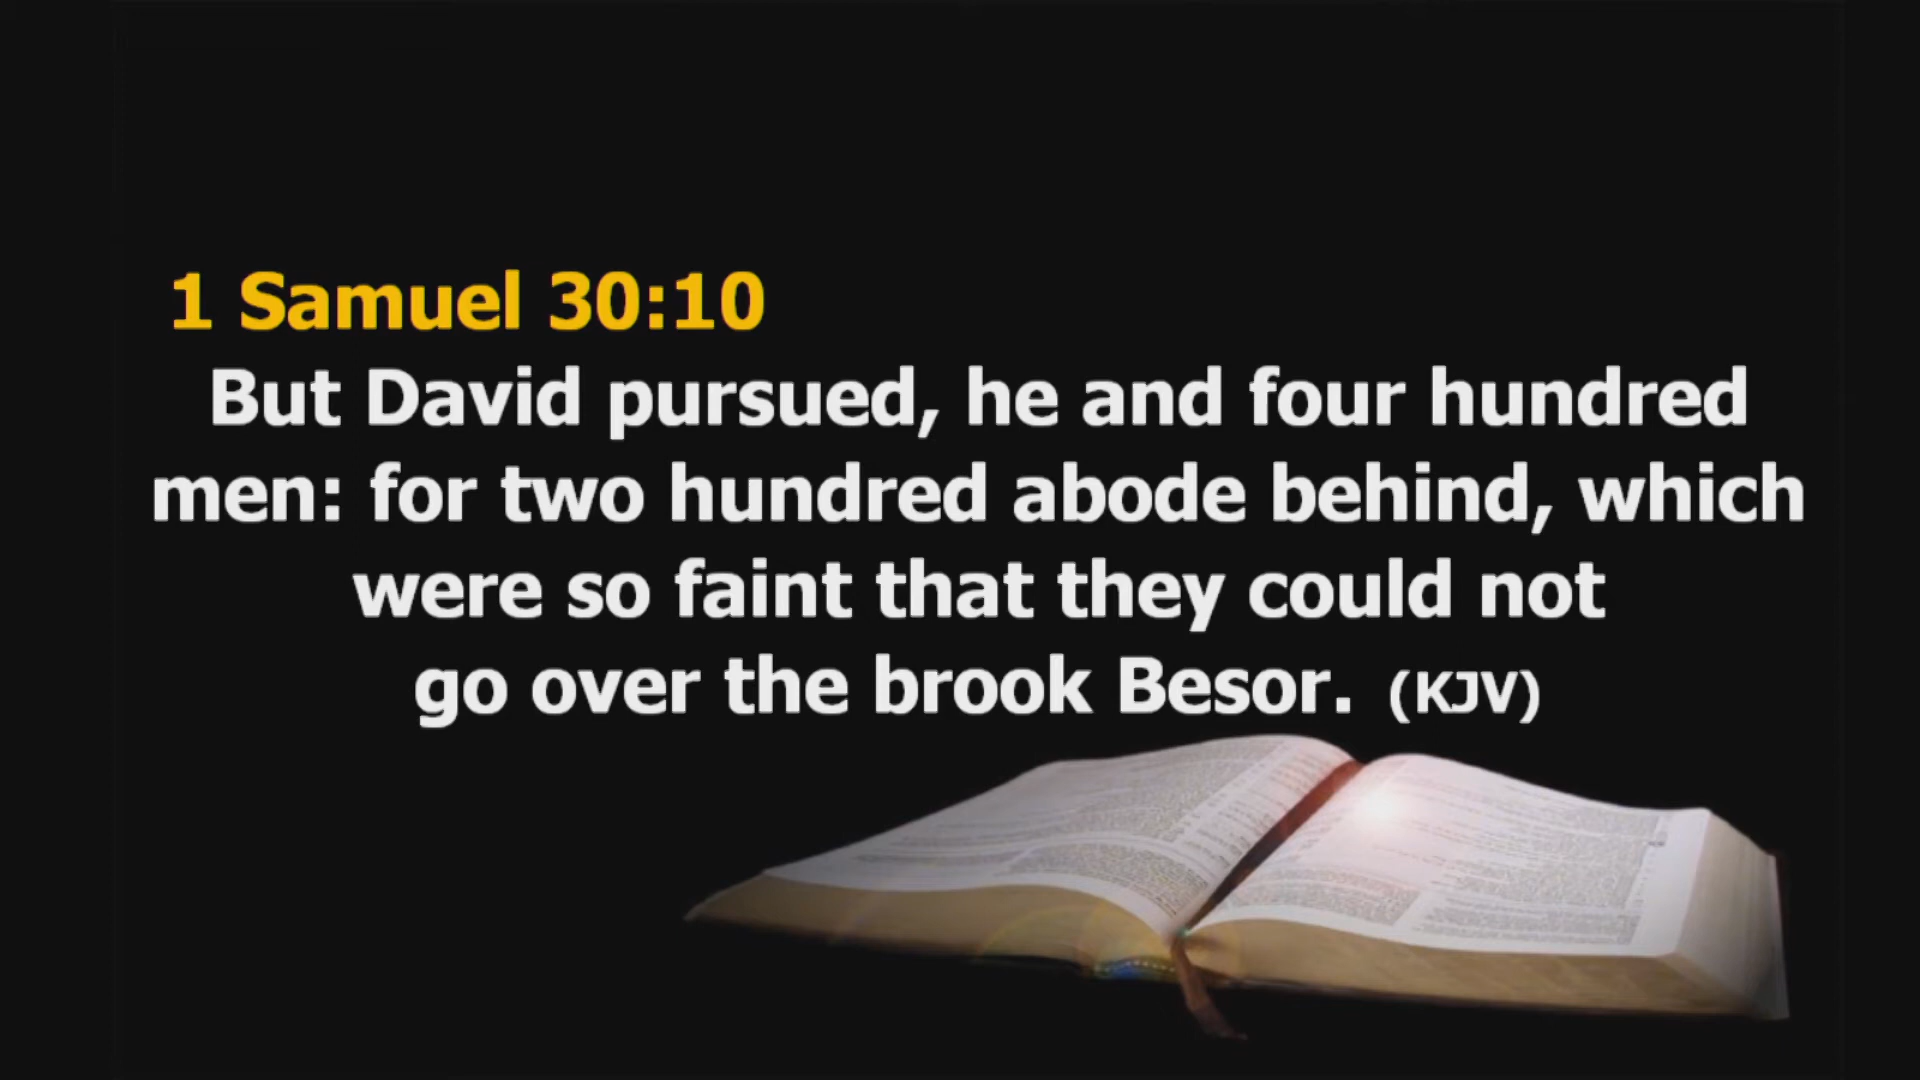 1 Samuel 30:10
But David pursued, he and four hundred
men: for two hundred abode behind, which
were so faint that they could not
go over the brook Besor. (KJV)